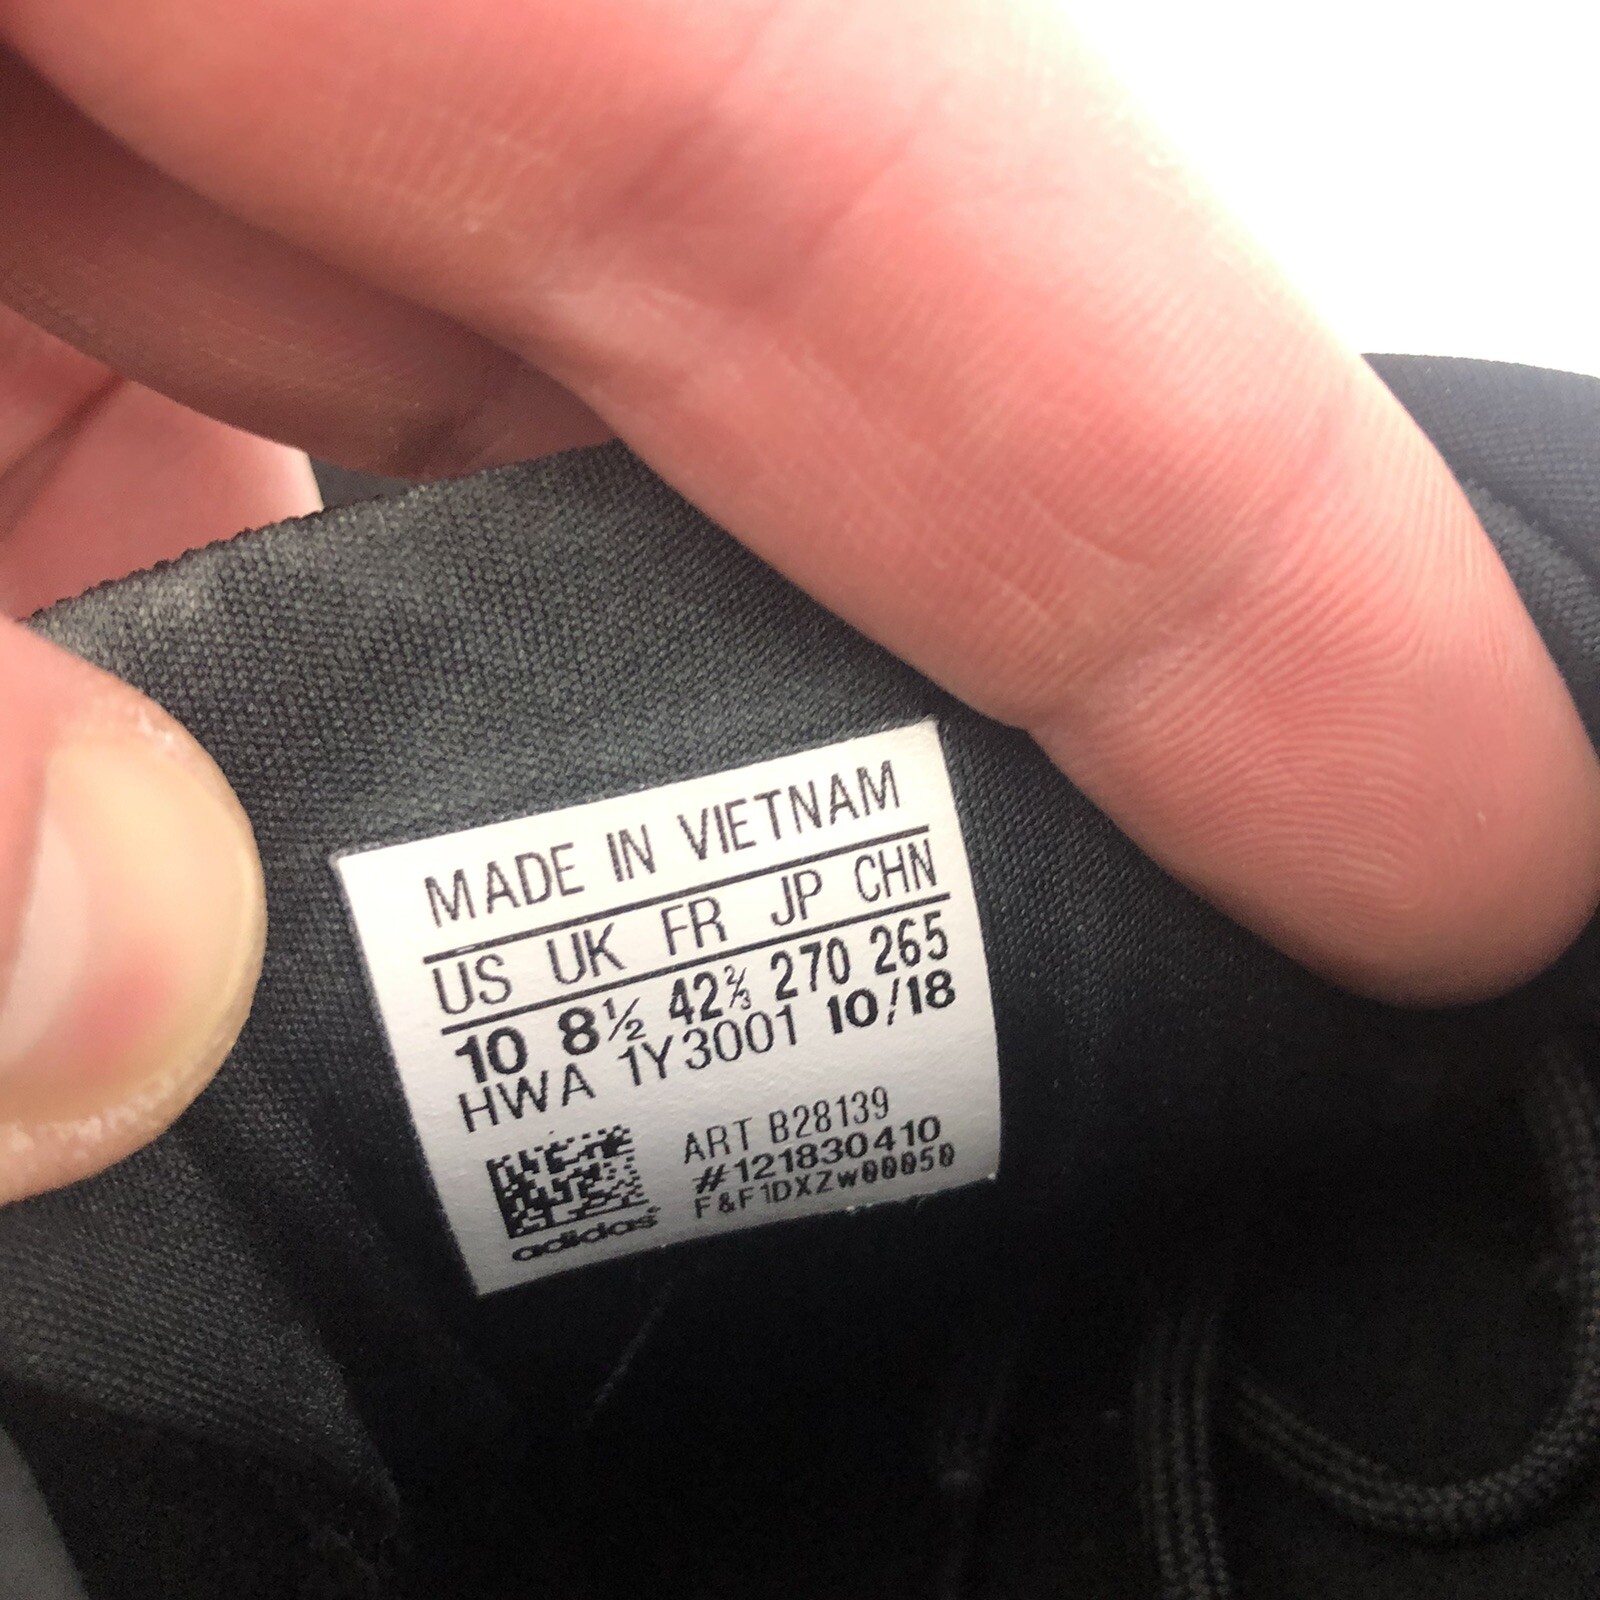 MADE IN VIETNAM
US UK FR JP CHN
10 8½ 42⅔ 270 265
HWA 1Y3001 10/18
ART B28139
#121830410
F&F1DXZW00050
adidas